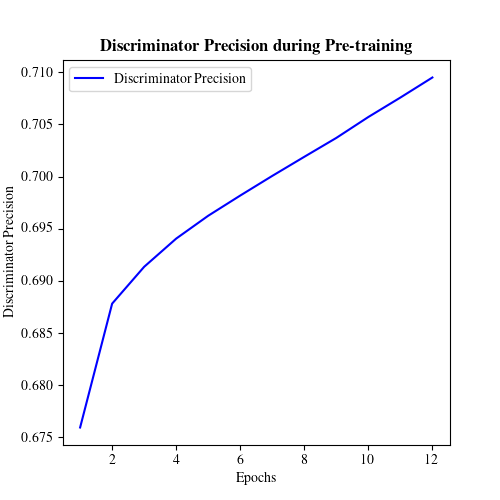 Discriminator Precision during Pre-training
Discriminator Precision
0.710
0.705
0.700
0.695
0.690
0.685
0.680
0.675
Discriminator Precision
2 4 6 8 10 12
Epochs